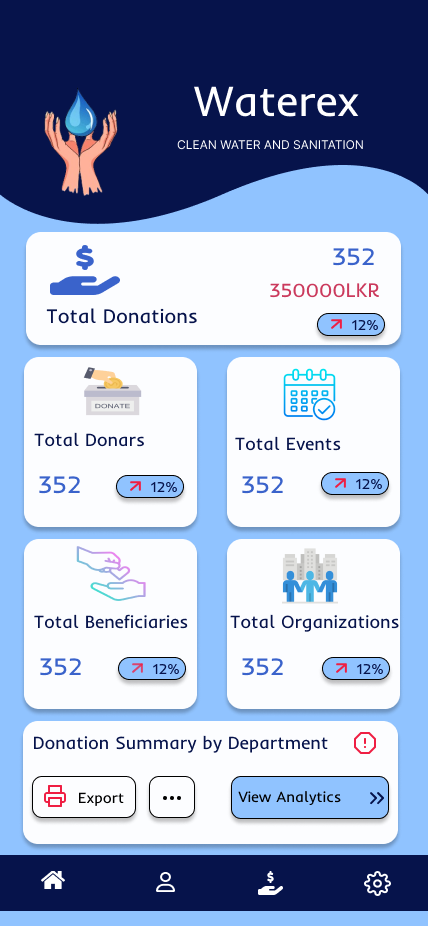 Waterex
CLEAN WATER AND SANITATION
352
350000LKR
Total Donations
12%
DONATE
Total Donars
352
12%
Total Events
352
12%
Total Beneficiaries
352
12%
Total Organizations
352
12%
Donation Summary by Department
Export
...
View Analytics